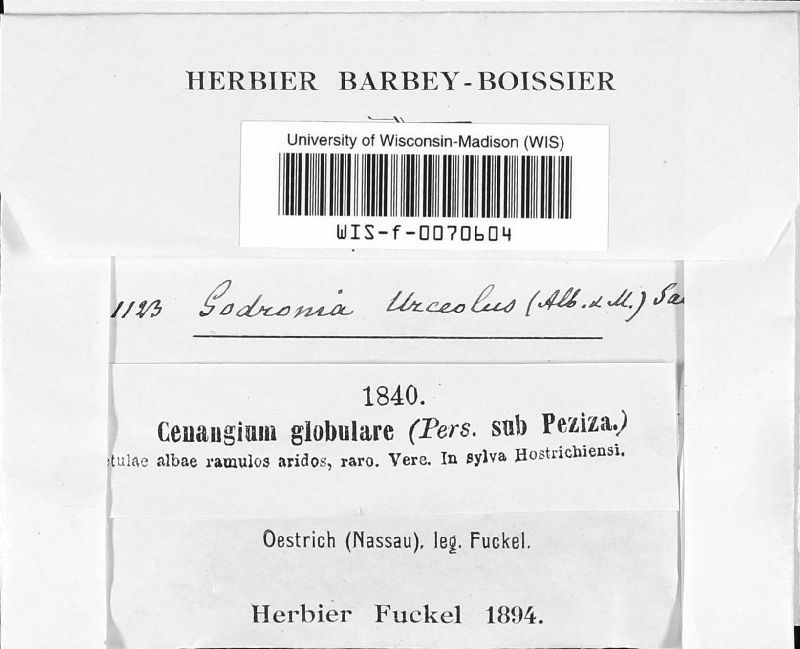 HERBIER BARBEY-BOISSIER
University of Wisconsin-Madison (WIS)
WIS-f-0070604
1123 Godronia Urceolus (Alb. & M.) Sa
1840.
Cenangium globulare (Pers. sub Peziza.)
tulae albae ramulos aridos, raro. Vere. In sylva Hostrichiensi.
Oestrich (Nassau), leg. Fuckel.
Herbier Fuckel 1894.